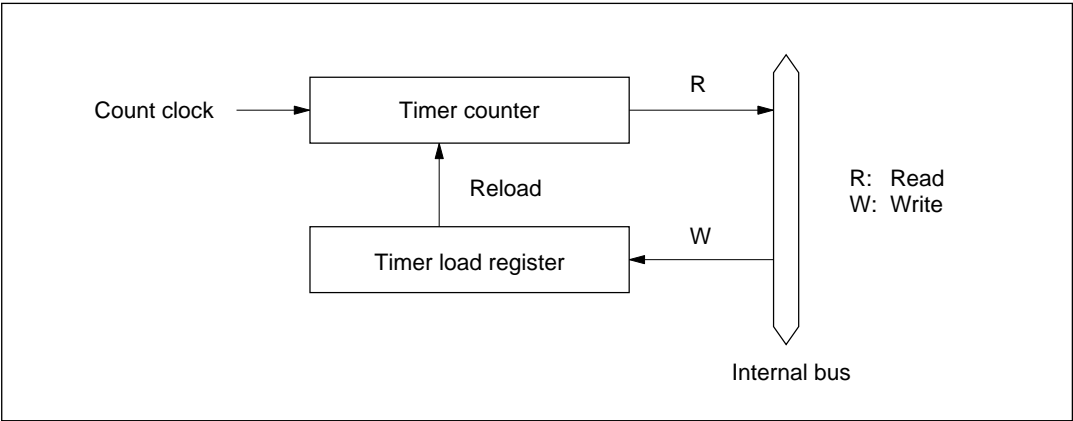 R
Count clock
Timer counter
Reload
R: Read
W: Write
W
Timer load register
Internal bus